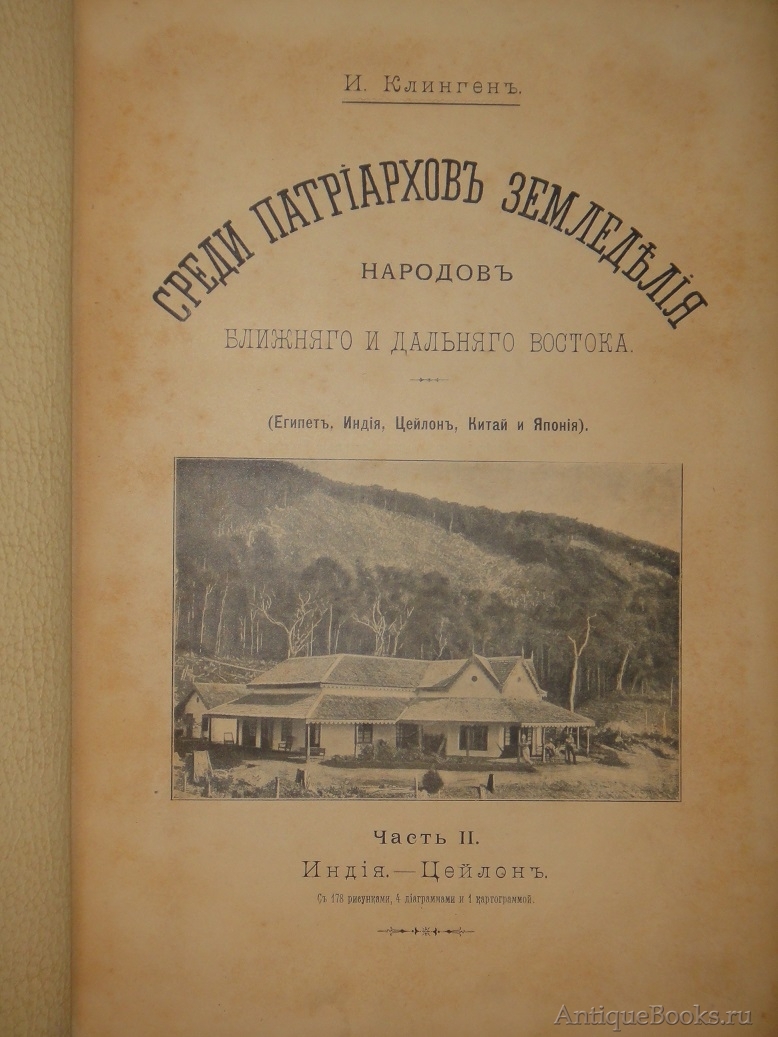 И. Клингенъ.
СРЕДИ ПАТРІАРХОВЪ ЗЕМЛЕДѢЛІЯ
НАРОДОВЪ
БЛИЖНЯГО И ДАЛЬНЯГО ВОСТОКА.
(Египетъ, Индія, Цейлонъ, Китай и Японія).
Часть II.
Индія.—Цейлонъ.
Съ 178 рисунками, 4 діаграммами и 1 картограммой.
AntiqueBooks.ru